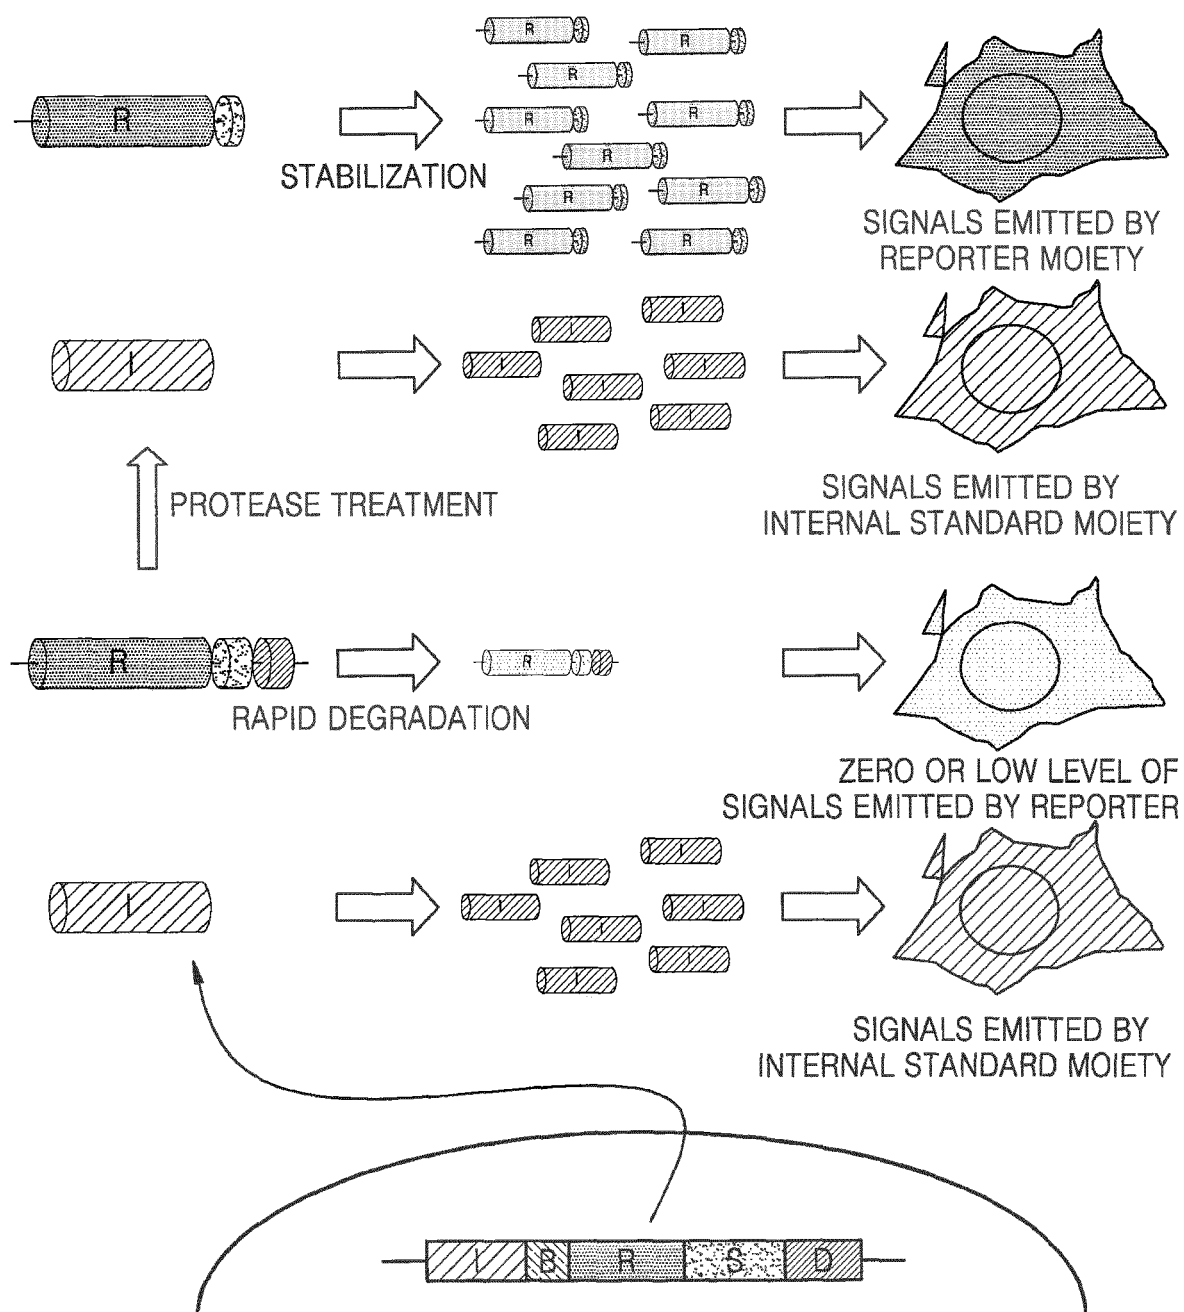 R
R
R
R
R
R
R
R
R
R
R
STABILIZATION
SIGNALS EMITTED BY
REPORTER MOIETY
I
I
I
I
I
I
I
I
PROTEASE TREATMENT
SIGNALS EMITTED BY
INTERNAL STANDARD MOIETY
R
R
RAPID DEGRADATION
ZERO OR LOW LEVEL OF
SIGNALS EMITTED BY REPORTER
I
I
I
I
I
I
I
I
SIGNALS EMITTED BY
INTERNAL STANDARD MOIETY
I B R S D